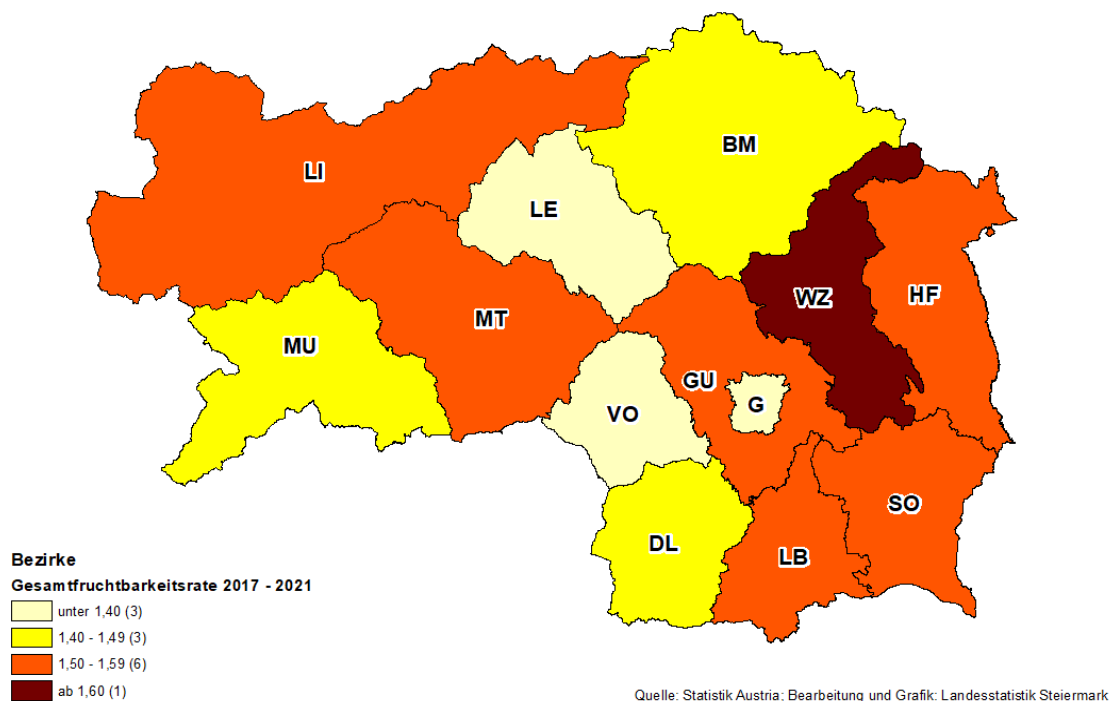 BM
LI
LE
WZ
HF
MT
MU
GU
G
VO
SO
DL
LB
Bezirke
Gesamtfruchtbarkeitsrate 2017 - 2021
unter 1,40 (3)
1,40 - 1,49 (3)
1,50 - 1,59 (6)
ab 1,60 (1)
Quelle: Statistik Austria; Bearbeitung und Grafik: Landesstatistik Steiermark